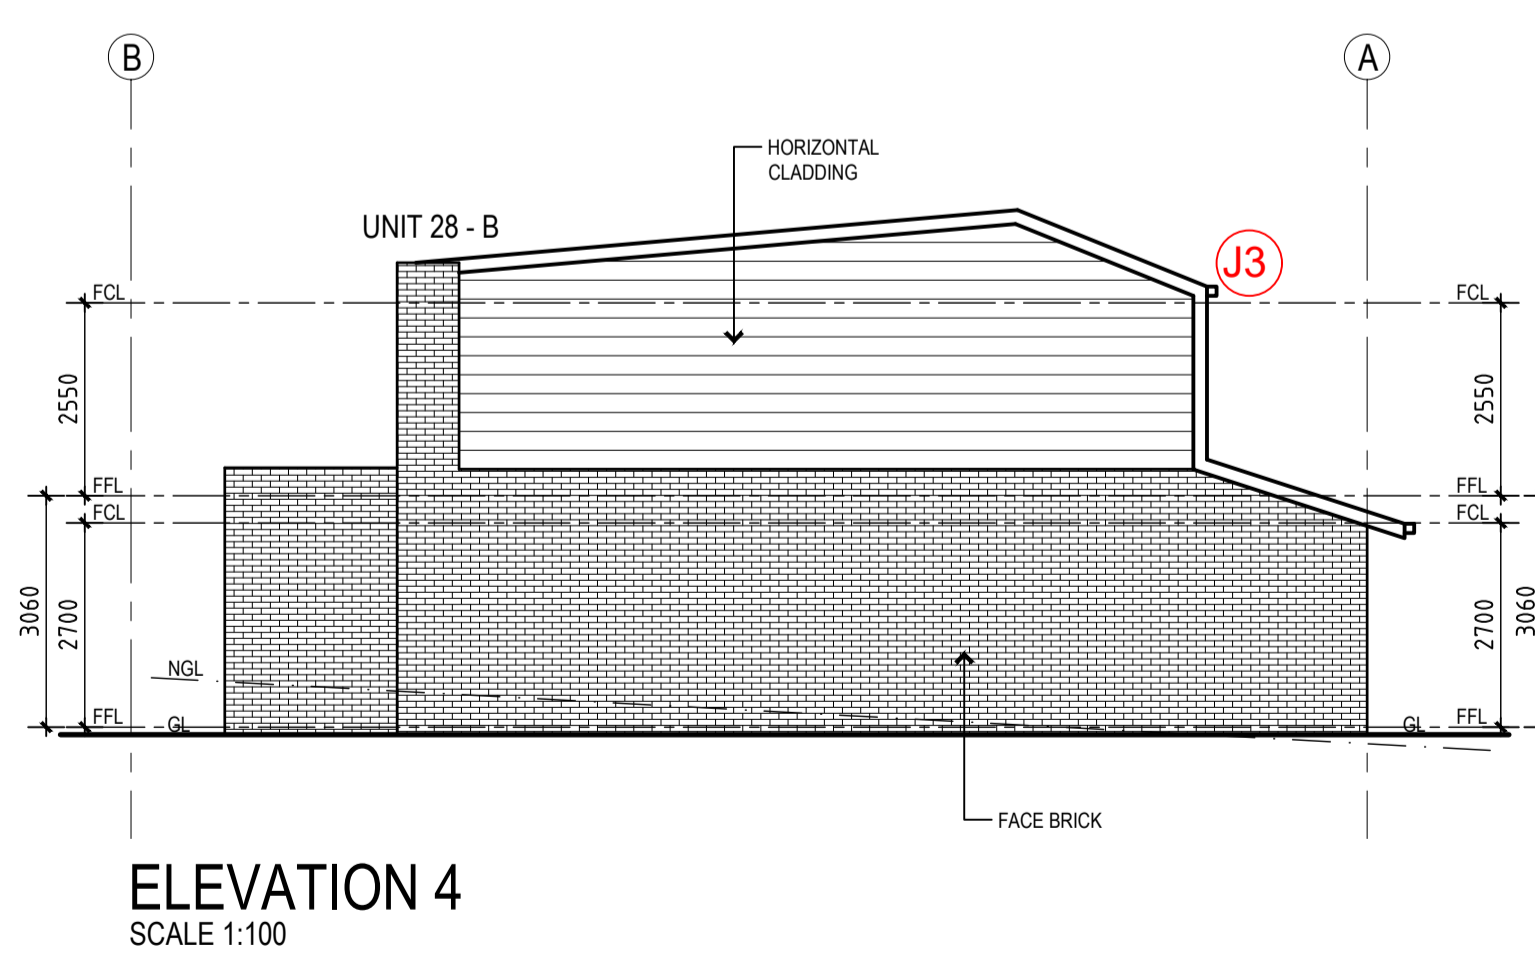 B
A
HORIZONTAL
CLADDING
UNIT 28 - B
J3
FCL
FCL
2550
2550
FFL
FFL
FCL
FCL
3060
2700
2700
3060
NGL
FFL
GL
GL
FFL
FACE BRICK
ELEVATION 4
SCALE 1:100